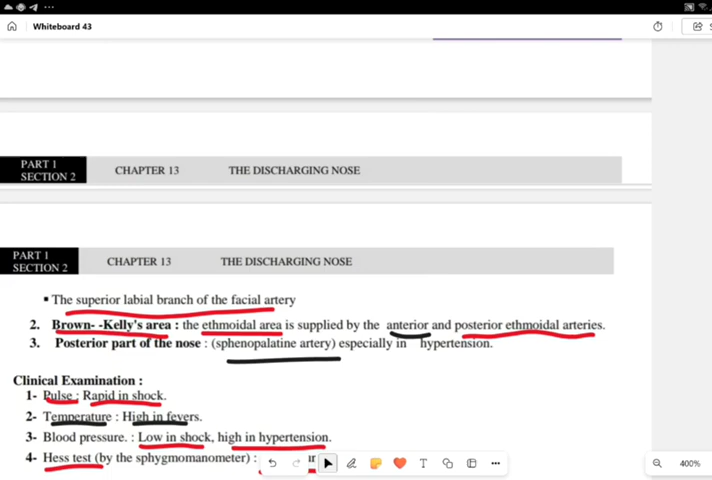 Whiteboard 43
PART 1
SECTION 2
CHAPTER 13
THE DISCHARGING NOSE
PART 1
SECTION 2
CHAPTER 13
THE DISCHARGING NOSE
▪ The superior labial branch of the facial artery
2. Brown- -Kelly's area : the ethmoidal area is supplied by the anterior and posterior ethmoidal arteries.
3. Posterior part of the nose : (sphenopalatine artery) especially in hypertension.
Clinical Examination :
1- Pulse : Rapid in shock.
2- Temperature : High in fevers.
3- Blood pressure. : Low in shock, high in hypertension.
4- Hess test (by the sphygmomanometer) :
T
400%